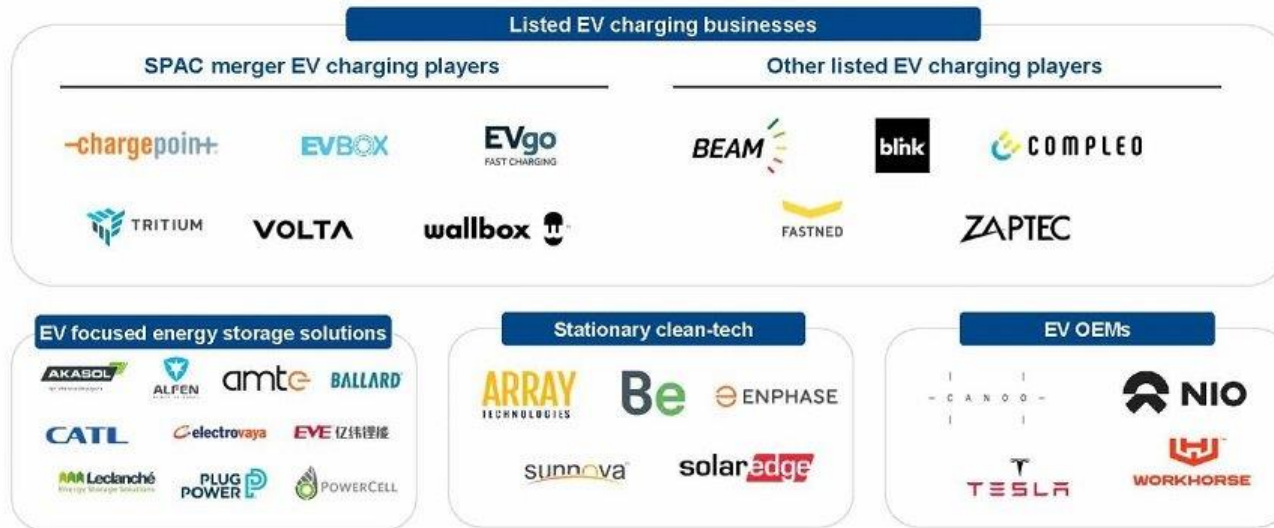 Listed EV charging businesses
SPAC merger EV charging players
Other listed EV charging players
-chargepoin+
EVBOX
EVgo
FAST CHARGING
BEAM
blink
COMPLEO
TRITIUM
VOLTA
wallbox
FASTNED
ZAPTEC
EV focused energy storage solutions
AKASOL
ALFEN
amte
BALLARD
CATL
electrovaya
EVE 亿纬锂能
Leclanché
Energy Storage Solutions
PLUG
POWER
POWERCELL
Stationary clean-tech
ARRAY
TECHNOLOGIES
Be
ENPHASE
sunnova
solaredge
EV OEMs
CANOO
NIO
TESLA
WORKHORSE